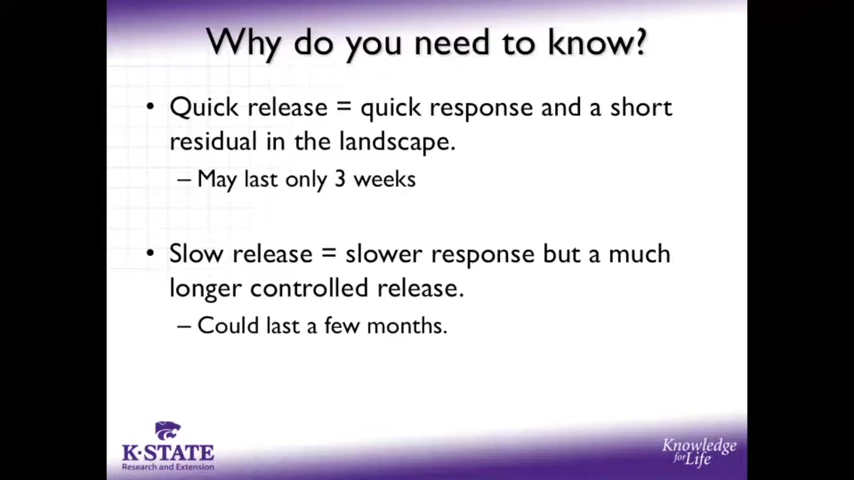 Why do you need to know?
• Quick release = quick response and a short
residual in the landscape.
– May last only 3 weeks
• Slow release = slower response but a much
longer controlled release.
– Could last a few months.
K-STATE
Research and Extension
Knowledge
for Life